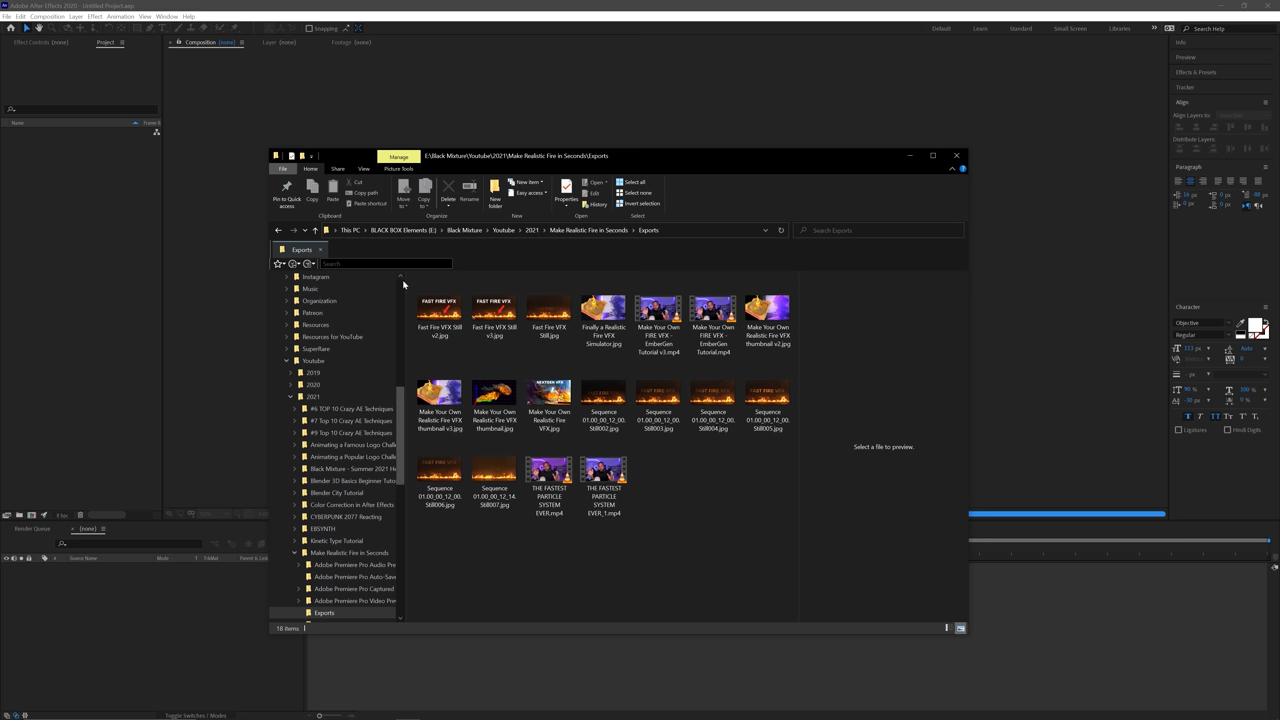 Adobe After Effects 2020 - Untitled Project.aep
File Edit Composition Layer Effect Animation View Window Help
Snapping
Default Learn Standard Small Screen Libraries Search Help
Effect Controls (none) Project Composition (none) Layer (none) Footage (none)
Info
Preview
Effects & Presets
Tracker
Align
Align Layers to:
Distribute Layers:
Paragraph
Name
Manage E:\Black Mixture\Youtube\2021\Make Realistic Fire in Seconds\Exports
File Home Share View Picture Tools
Pin to Quick access
Copy
Paste
Cut
Copy path
Paste shortcut
Clipboard
Move to
Copy to
Delete
Rename
Organize
New folder
New item
Easy access
New
Properties
Open
Edit
History
Open
Select all
Select none
Invert selection
Select
This PC BLACK BOX Elements (E:) Black Mixture Youtube 2021 Make Realistic Fire in Seconds Exports
Search Exports
Exports
Search
Instagram
Music
Organization
Patreon
Resources
Resources for YouTube
SuperRare
Youtube
2019
2020
2021
#6 TOP 10 Crazy AE Techniques
#7 Top 10 Crazy AE Techniques
#9 Top 10 Crazy AE Techniques
Animating a Famous Logo Chall
Animating a Popular Logo Chall
Black Mixture - Summer 2021 H
Blender 3D Basics Beginner Tuto
Blender City Tutorial
Color Correction in After Effects
CYBERPUNK 2077 Reacting
EBSYNTH
Kinetic Type Tutorial
Make Realistic Fire in Seconds
Adobe Premiere Pro Audio Pre
Adobe Premiere Pro Auto-Save
Adobe Premiere Pro Captured
Adobe Premiere Pro Video Pre
Exports
Fast Fire VFX Still v2.jpg
Fast Fire VFX Still v3.jpg
Fast Fire VFX Still.jpg
Finally a Realistic Fire VFX Simulator.jpg
Make Your Own FIRE VFX - EmberGen Tutorial v3.mp4
Make Your Own FIRE VFX - EmberGen Tutorial.mp4
Make Your Own Realistic Fire VFX thumbnail v2.jpg
Make Your Own Realistic Fire VFX thumbnail v3.jpg
Make Your Own Realistic Fire VFX thumbnail.jpg
Make Your Own Realistic Fire VFX.jpg
Sequence 01.00_00_12_00.Still002.jpg
Sequence 01.00_00_12_00.Still003.jpg
Sequence 01.00_00_12_00.Still004.jpg
Sequence 01.00_00_12_00.Still005.jpg
Sequence 01.00_00_12_00.Still006.jpg
Sequence 01.00_00_12_14.Still007.jpg
THE FASTEST PARTICLE SYSTEM EVER.mp4
THE FASTEST PARTICLE SYSTEM EVER_1.mp4
Select a file to preview.
18 items
Character
Objective
Regular
Auto
Ligatures Hindi Digits
8 bpc
Render Queue (none)
Source Name Mode T TrkMat Parent & Link
Toggle Switches / Modes